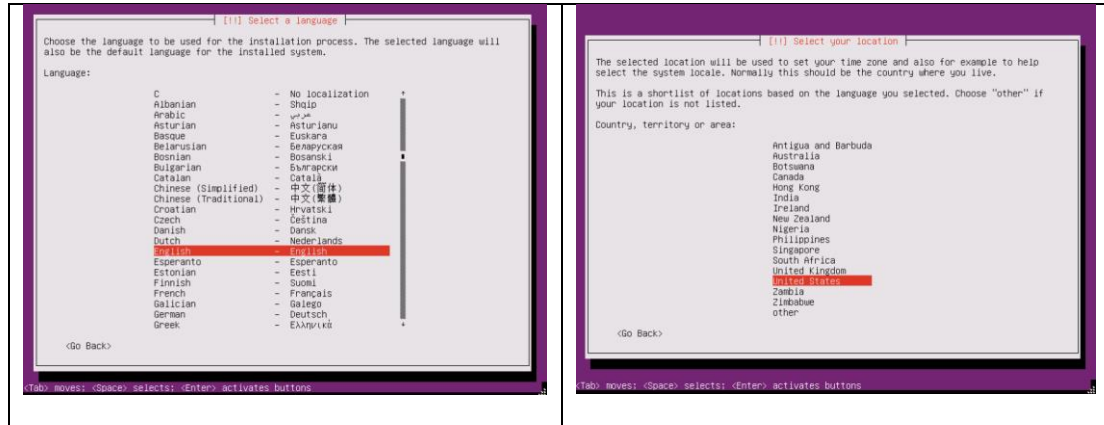 [!!] Select a language
Choose the language to be used for the installation process. The selected language will
also be the default language for the installed system.
Language:
C - No localization
Albanian - Shqip
Arabic - عربي
Asturian - Asturianu
Basque - Euskara
Belarusian - Беларуская
Bosnian - Bosanski
Bulgarian - Български
Catalan - Català
Chinese (Simplified) - 中文(简体)
Chinese (Traditional) - 中文(繁體)
Croatian - Hrvatski
Czech - Čeština
Danish - Dansk
Dutch - Nederlands
English - English
Esperanto - Esperanto
Estonian - Eesti
Finnish - Suomi
French - Français
Galician - Galego
German - Deutsch
Greek - Ελληνικά
<Go Back>
<Tab> moves; <Space> selects; <Enter> activates buttons
[!!] Select your location
The selected location will be used to set your time zone and also for example to help
select the system locale. Normally this should be the country where you live.
This is a shortlist of locations based on the language you selected. Choose "other" if
your location is not listed.
Country, territory or area:
Antigua and Barbuda
Australia
Botswana
Canada
Hong Kong
India
Ireland
New Zealand
Nigeria
Philippines
Singapore
South Africa
United Kingdom
United States
Zambia
Zimbabwe
other
<Go Back>
<Tab> moves; <Space> selects; <Enter> activates buttons